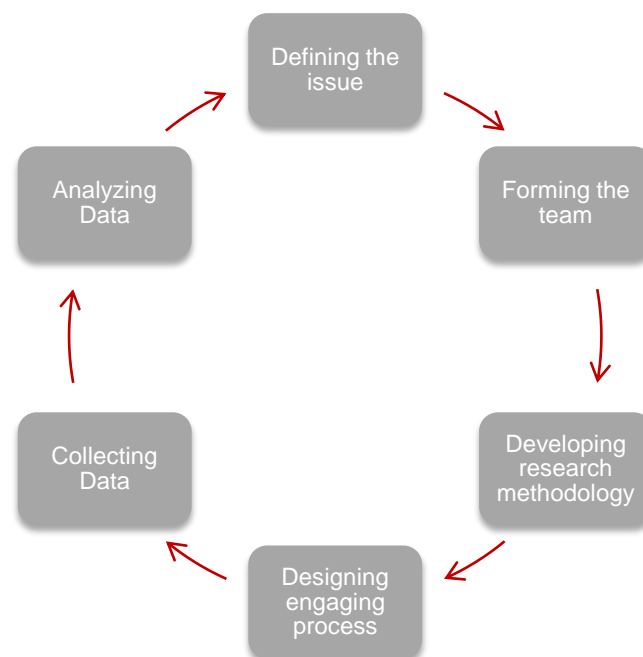 Defining the
issue
Forming the
team
Developing
research
methodology
Designing
engaging
process
Collecting
Data
Analyzing
Data